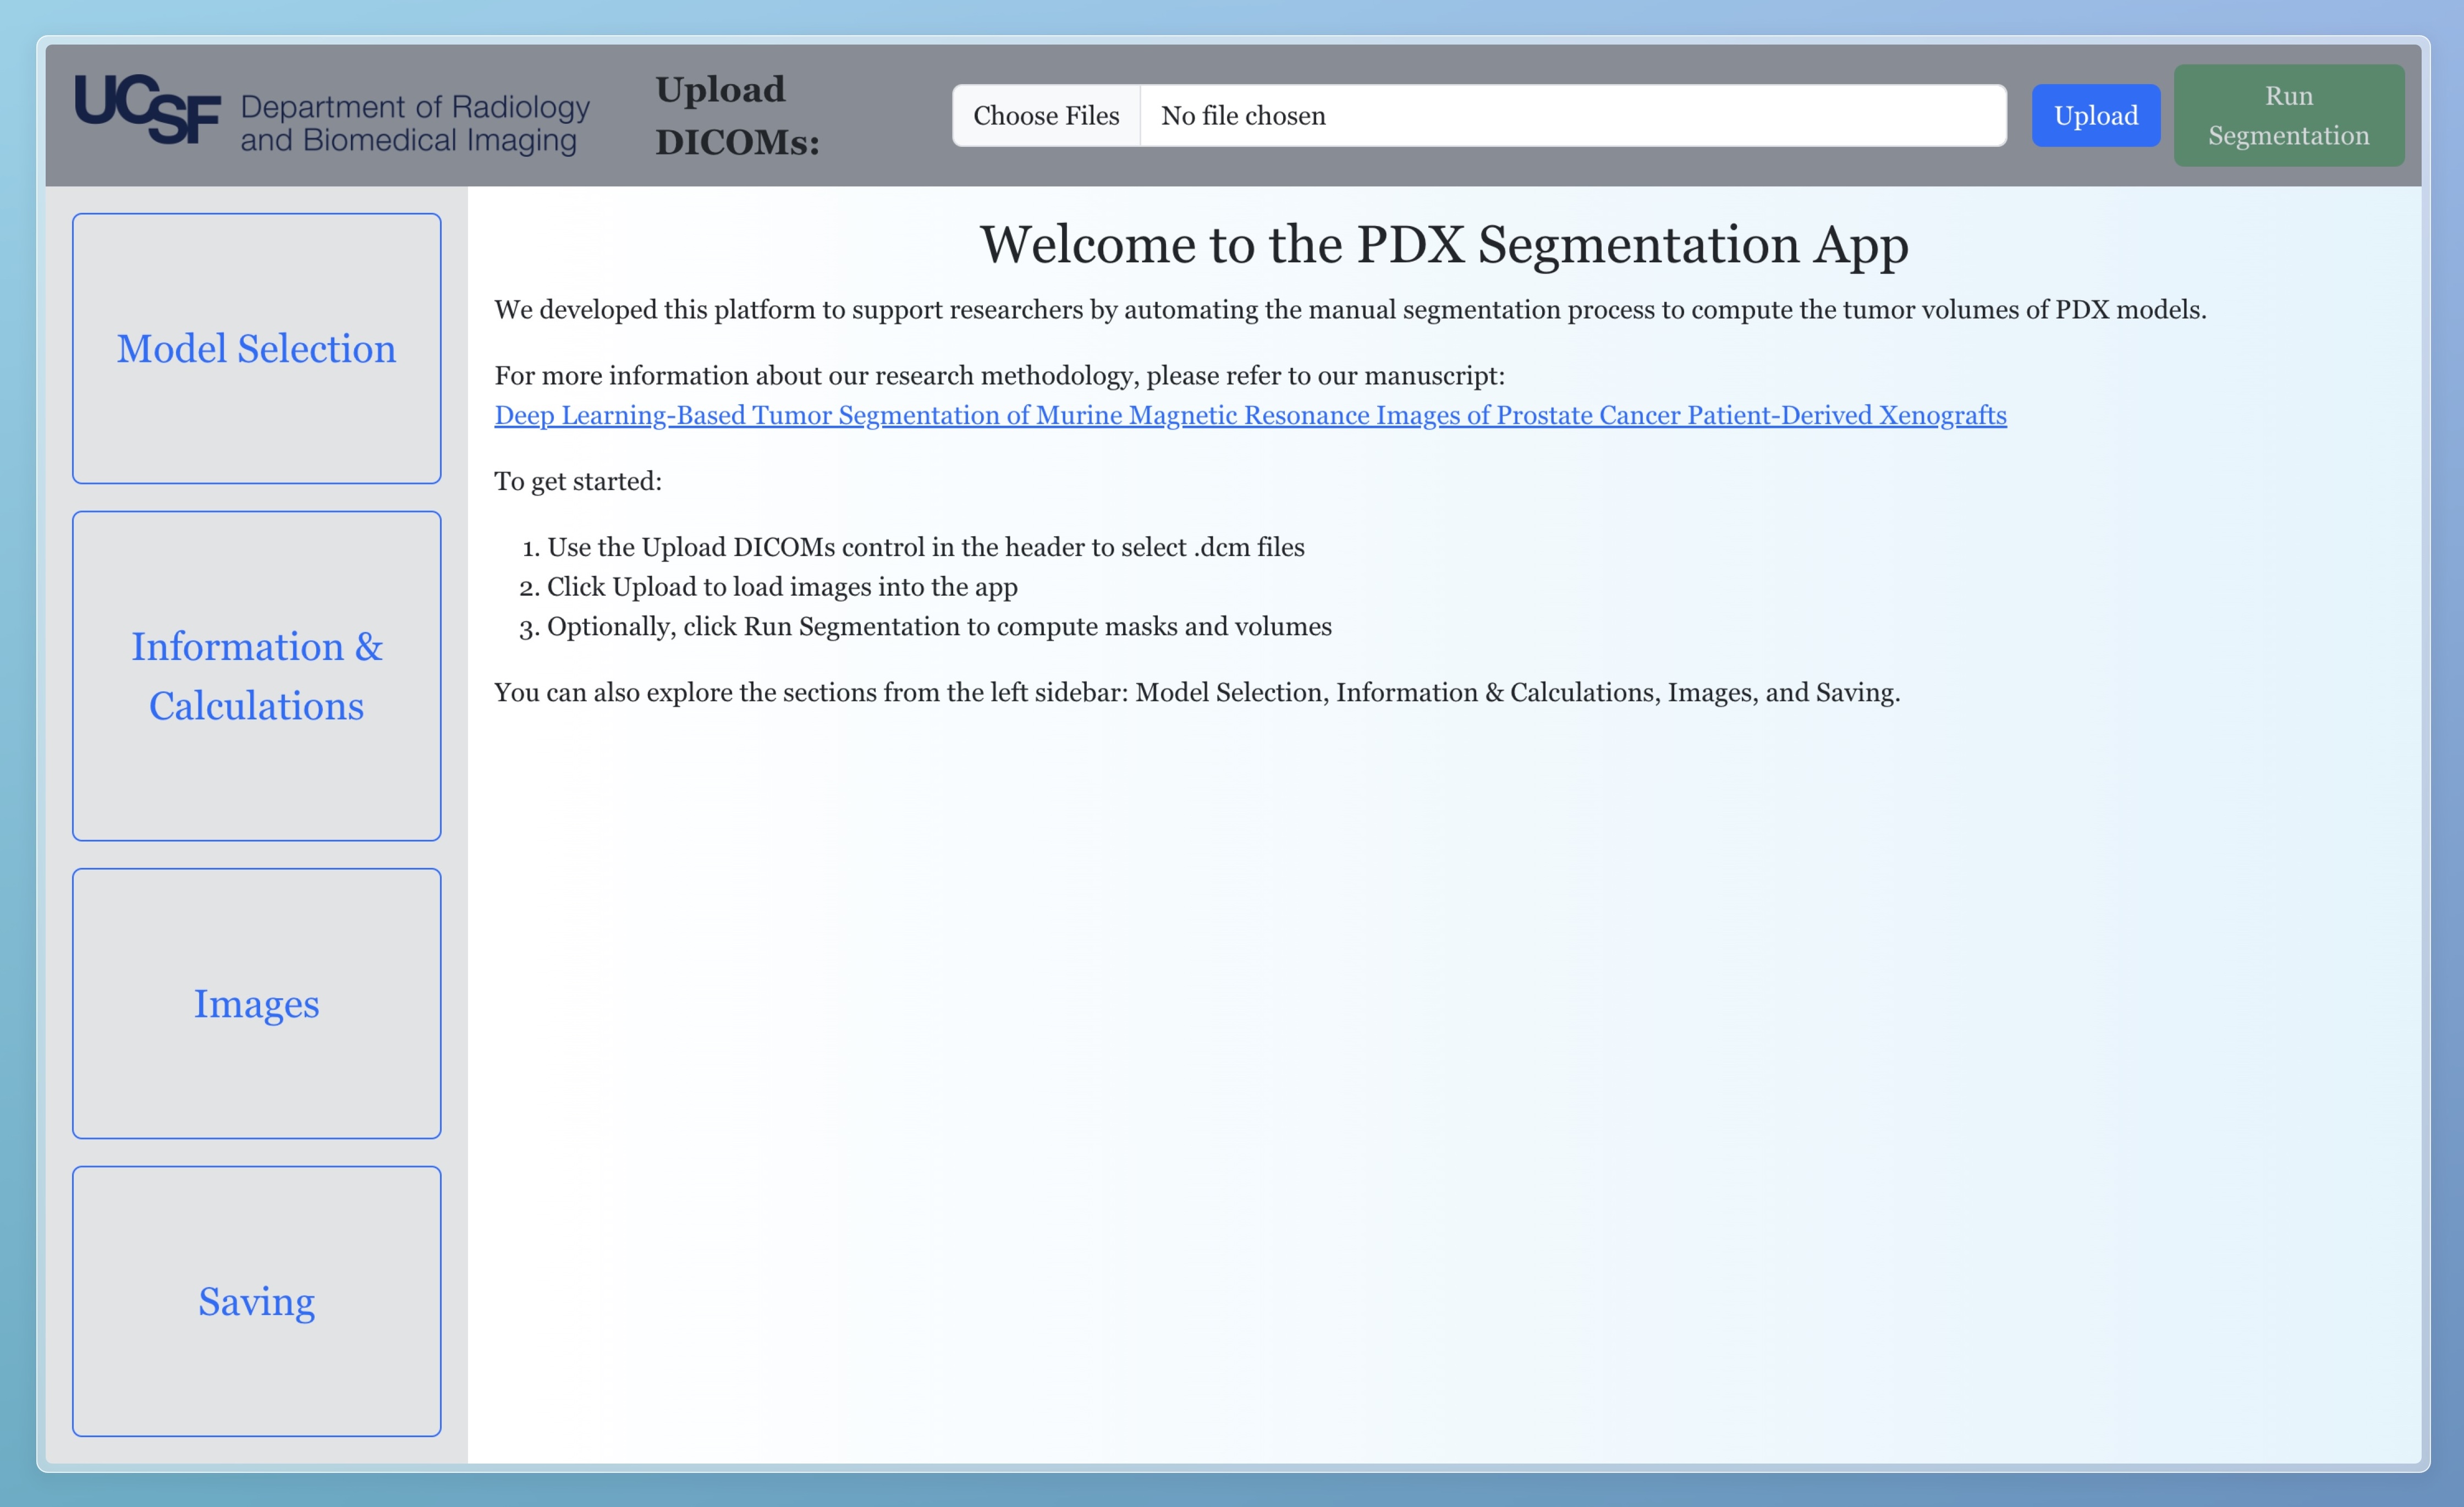 UCSF Department of Radiology
and Biomedical Imaging
Upload
DICOMs:
Choose Files No file chosen
Upload
Run
Segmentation
Model Selection
Information &
Calculations
Images
Saving
Welcome to the PDX Segmentation App
We developed this platform to support researchers by automating the manual segmentation process to compute the tumor volumes of PDX models.
For more information about our research methodology, please refer to our manuscript:
Deep Learning-Based Tumor Segmentation of Murine Magnetic Resonance Images of Prostate Cancer Patient-Derived Xenografts
To get started:
1. Use the Upload DICOMs control in the header to select .dcm files
2. Click Upload to load images into the app
3. Optionally, click Run Segmentation to compute masks and volumes
You can also explore the sections from the left sidebar: Model Selection, Information & Calculations, Images, and Saving.